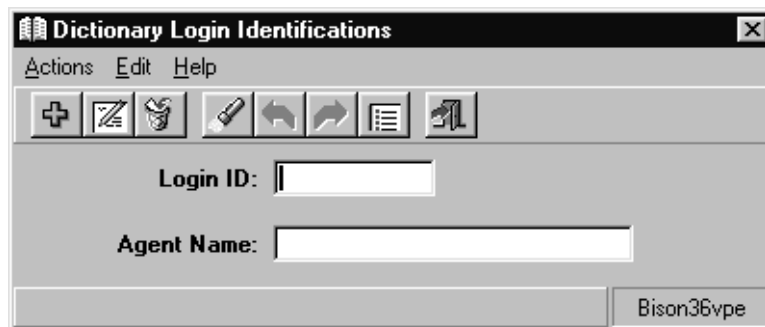 Dictionary Login Identifications
Actions Edit Help
Login ID:
Agent Name:
Bison36vpe